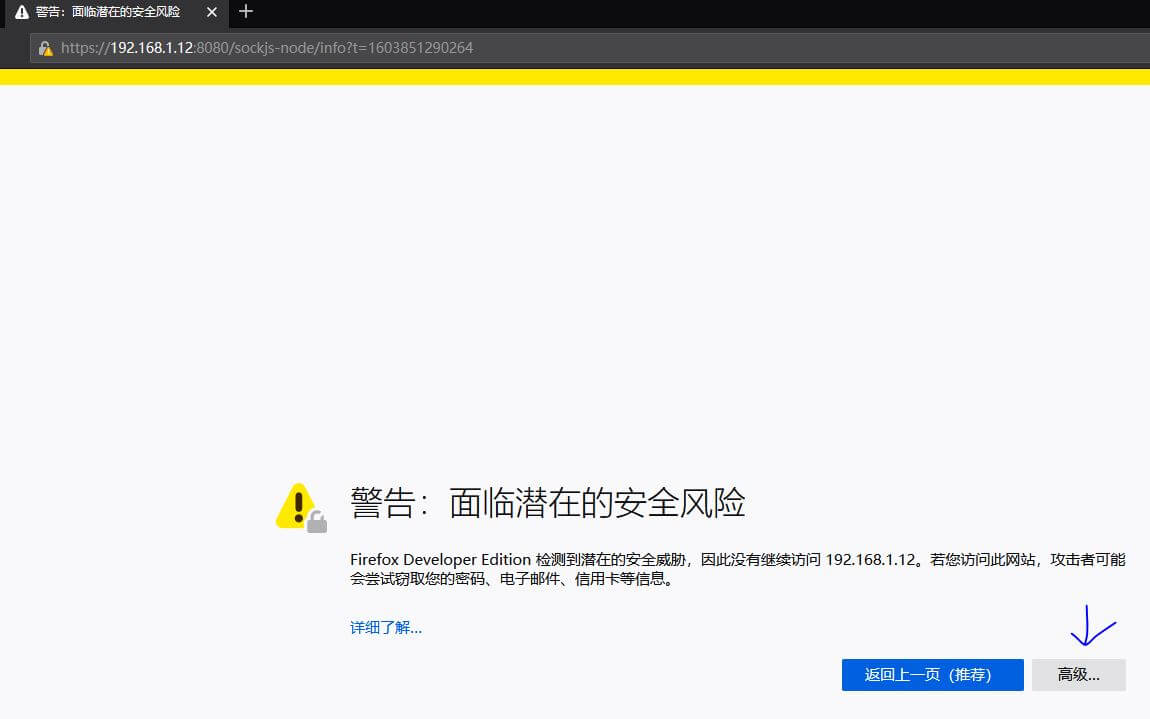 警告：面临潜在的安全风险
https://192.168.1.12:8080/sockjs-node/info?t=1603851290264
警告：面临潜在的安全风险
Firefox Developer Edition 检测到潜在的安全威胁，因此没有继续访问 192.168.1.12。若您访问此网站，攻击者可能
会尝试窃取您的密码、电子邮件、信用卡等信息。
详细了解...
返回上一页（推荐）
高级...